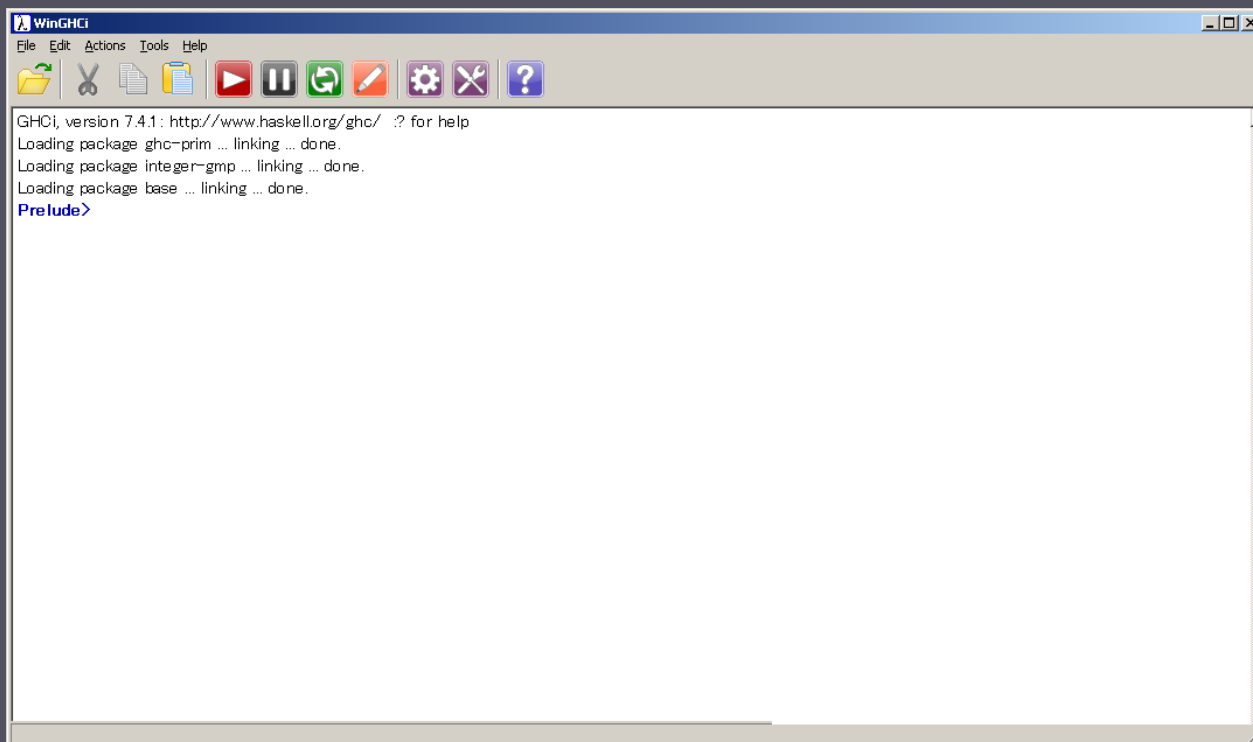 WinGHCi
File Edit Actions Tools Help
GHCi, version 7.4.1: http://www.haskell.org/ghc/  :? for help
Loading package ghc-prim ... linking ... done.
Loading package integer-gmp ... linking ... done.
Loading package base ... linking ... done.
Prelude>